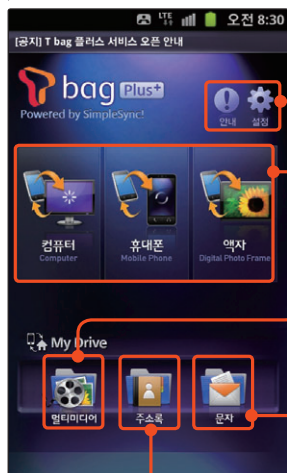 LTE 오전 8:30
[공지] T bag 플러스 서비스 오픈 안내
T bag Plus+
Powered by SimpleSync!
안내 설정
컴퓨터 휴대폰 액자
Computer Mobile Phone Digital Photo Frame
My Drive
멀티미디어 주소록 문자